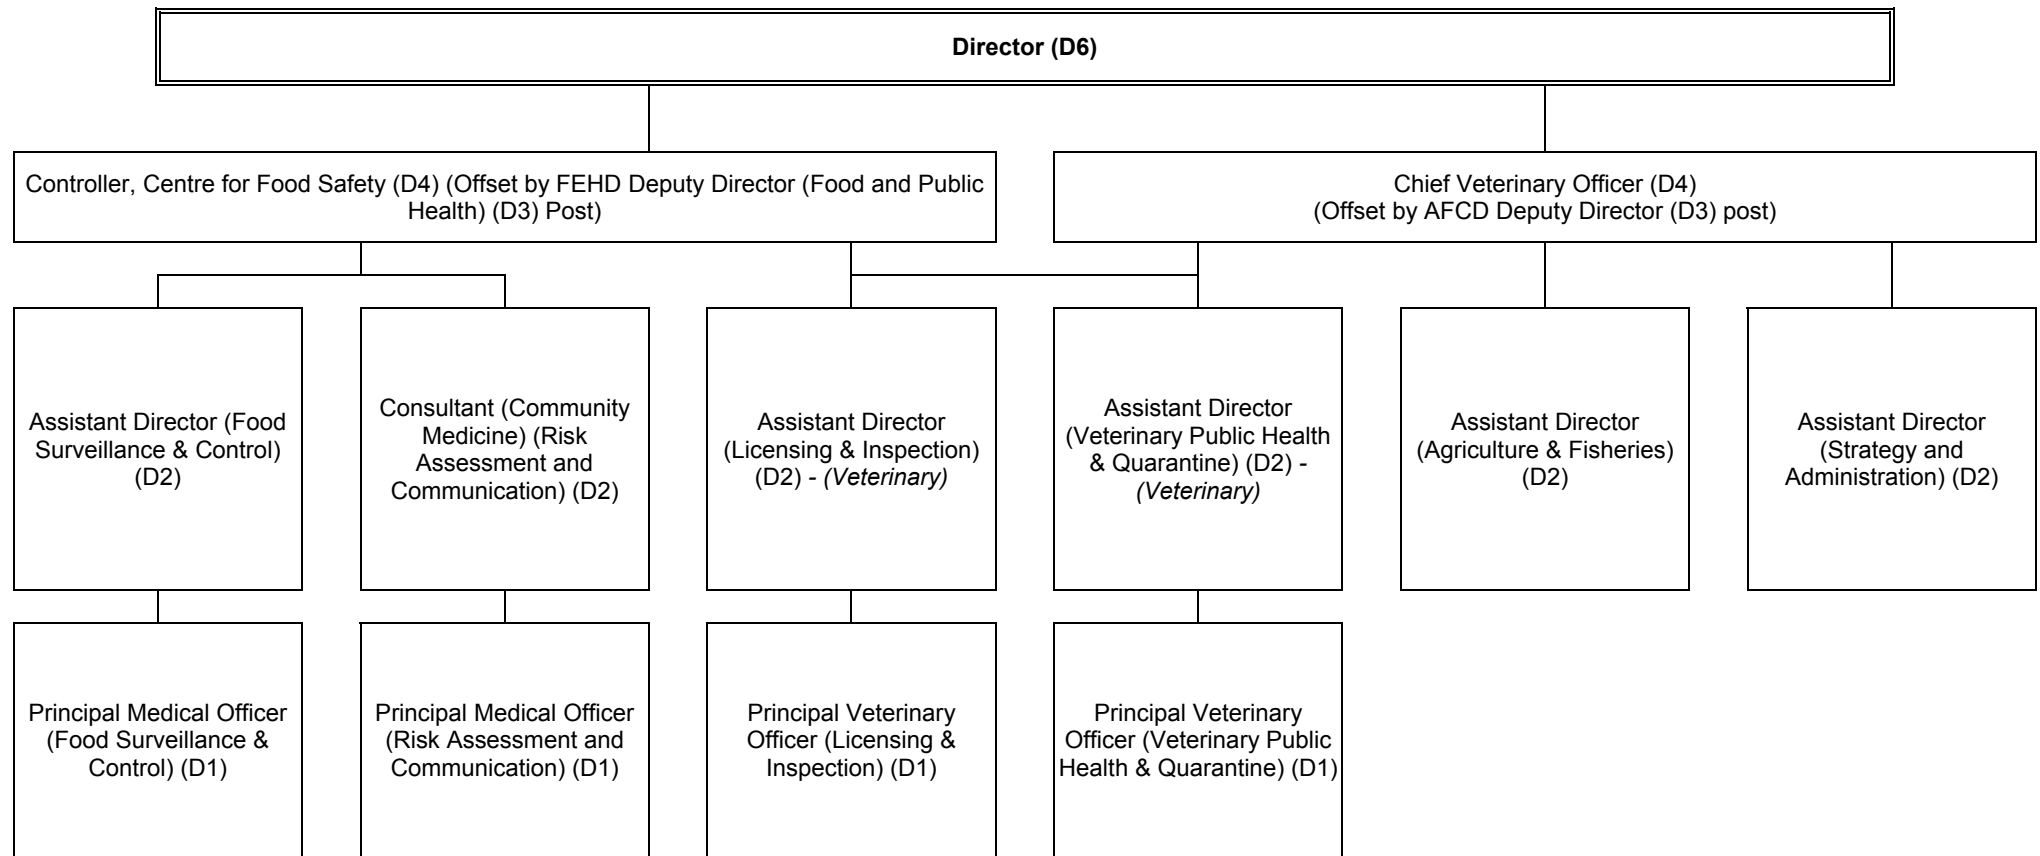 Director (D6)
Controller, Centre for Food Safety (D4) (Offset by FEHD Deputy Director (Food and Public
Health) (D3) Post)
Chief Veterinary Officer (D4)
(Offset by AFCD Deputy Director (D3) post)
Assistant Director (Food
Surveillance & Control)
(D2)
Consultant (Community
Medicine) (Risk
Assessment and
Communication) (D2)
Assistant Director
(Licensing & Inspection)
(D2) - (Veterinary)
Assistant Director
(Veterinary Public Health
& Quarantine) (D2) -
(Veterinary)
Assistant Director
(Agriculture & Fisheries)
(D2)
Assistant Director
(Strategy and
Administration) (D2)
Principal Medical Officer
(Food Surveillance &
Control) (D1)
Principal Medical Officer
(Risk Assessment and
Communication) (D1)
Principal Veterinary
Officer (Licensing &
Inspection) (D1)
Principal Veterinary
Officer (Veterinary Public
Health & Quarantine) (D1)